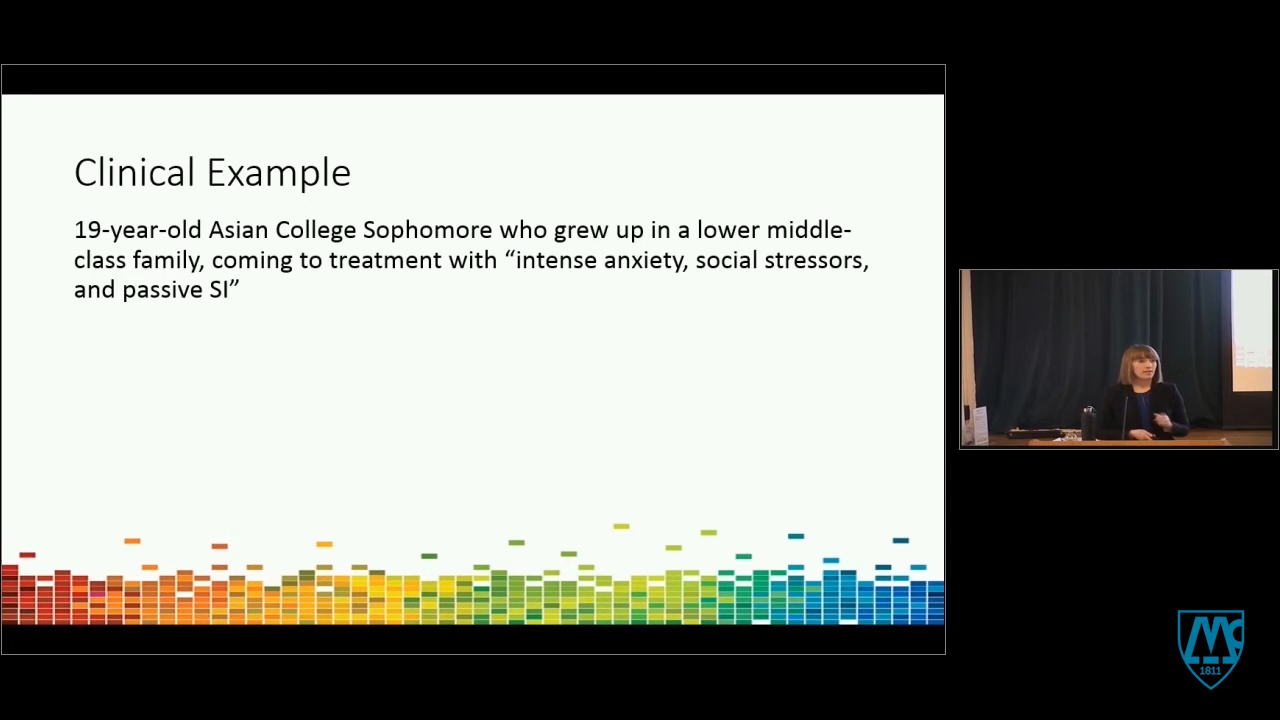 Clinical Example
19-year-old Asian College Sophomore who grew up in a lower middle-
class family, coming to treatment with “intense anxiety, social stressors,
and passive SI”
Mc
1811